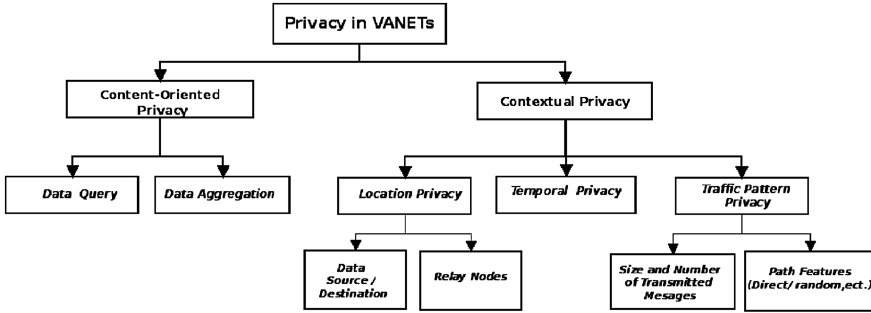 Privacy in VANETs
Content-Oriented
Privacy
Contextual Privacy
Data Query
Data Aggregation
Location Privacy
Temporal Privacy
Traffic Pattern
Privacy
Data
Source /
Destination
Relay Nodes
Size and Number
of Transmitted
Mesages
Path Features
(Direct/random,ect.)